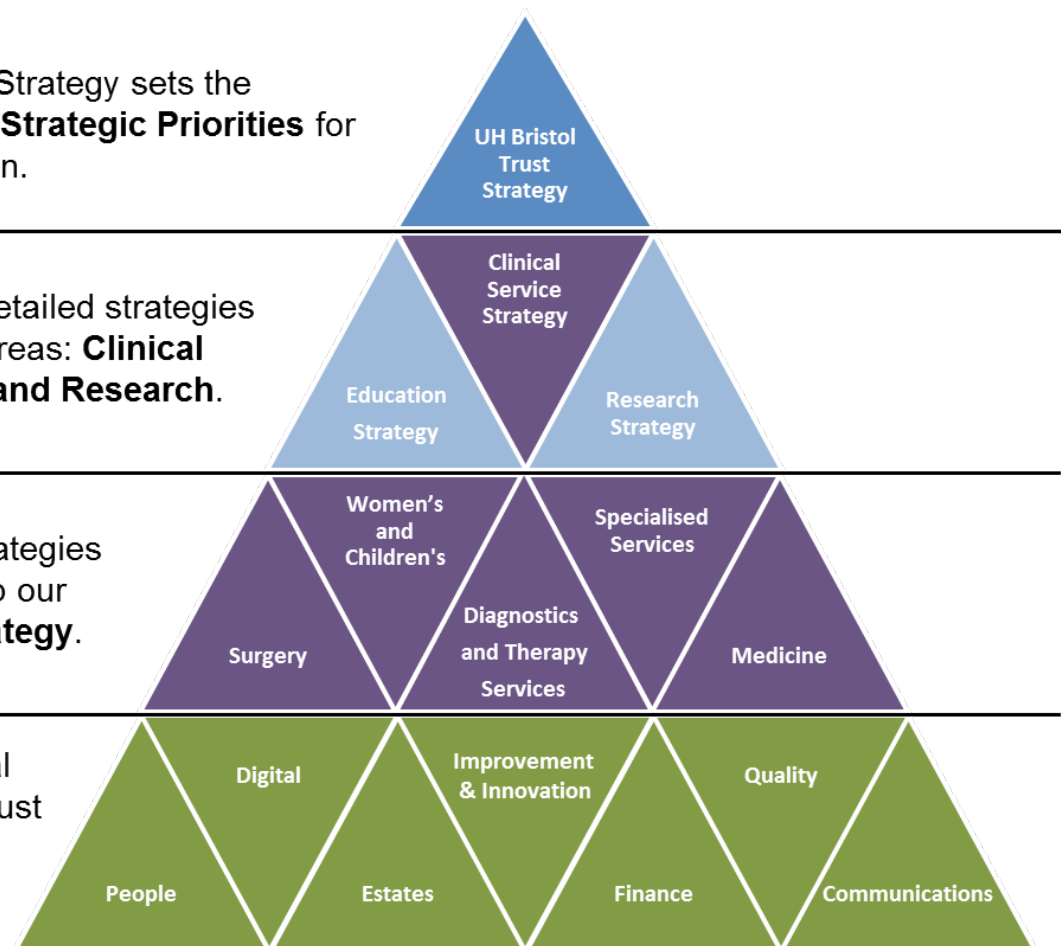 Strategy sets the
Strategic Priorities for
n.
UH Bristol
Trust
Strategy
etailed strategies
reas: Clinical
and Research.
Clinical
Service
Strategy
Education
Strategy
Research
Strategy
ategies
o our
ategy.
Women's
and
Children's
Specialised
Services
Surgery
Diagnostics
and Therapy
Services
Medicine
al
ust
Digital
Improvement
& Innovation
Quality
People
Estates
Finance
Communications